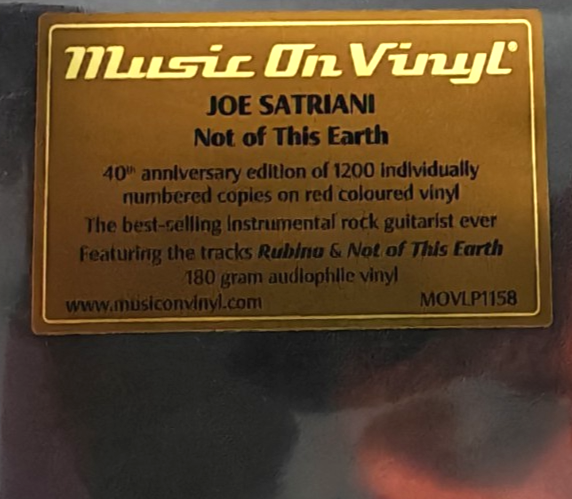 Music On Vinyl®
JOE SATRIANI
Not of This Earth
40th anniversary edition of 1200 individually
numbered copies on red coloured vinyl
The best-selling instrumental rock guitarist ever
Featuring the tracks Rubina & Not of This Earth
180 gram audiophile vinyl
www.musiconvinyl.com MOVLP1158